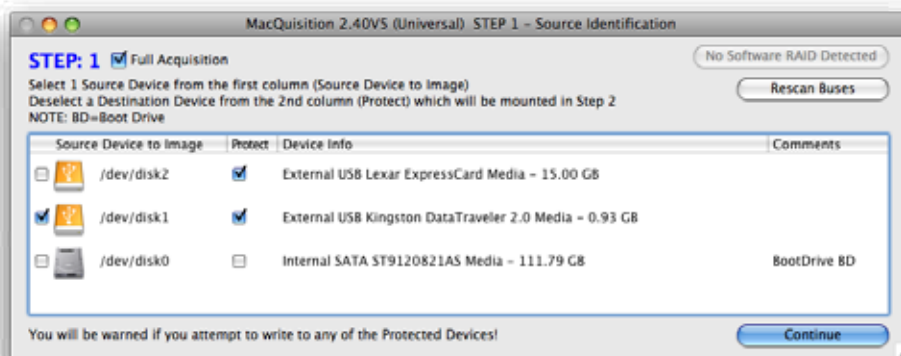 MacQuisition 2.40VS (Universal) STEP 1 – Source Identification
STEP: 1 Full Acquisition
No Software RAID Detected
Select 1 Source Device from the first column (Source Device to Image)
Rescan Buses
Deselect a Destination Device from the 2nd column (Protect) which will be mounted in Step 2
NOTE: BD=Boot Drive
Source Device to Image Protect Device Info Comments
/dev/disk2 External USB Lexar ExpressCard Media – 15.00 GB
/dev/disk1 External USB Kingston DataTraveler 2.0 Media – 0.93 GB
/dev/disk0 Internal SATA ST9120821AS Media – 111.79 GB BootDrive BD
You will be warned if you attempt to write to any of the Protected Devices!
Continue